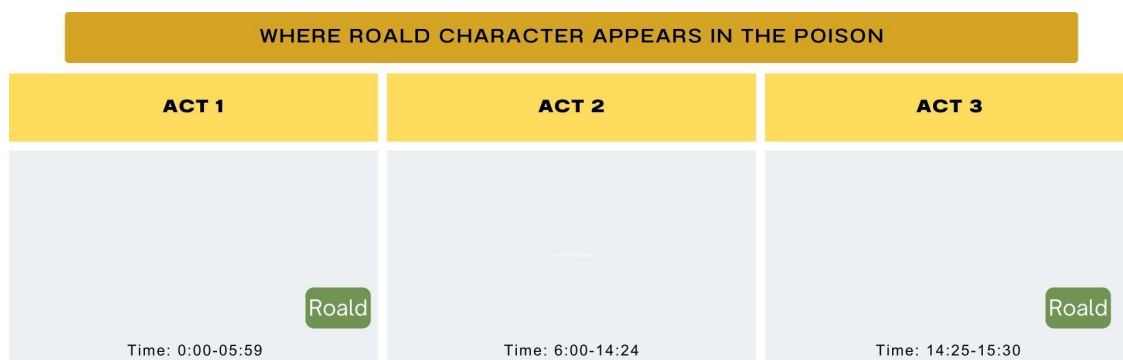 WHERE ROALD CHARACTER APPEARS IN THE POISON
ACT 1
ACT 2
ACT 3
Roald
Roald
Time: 0:00-05:59
Time: 6:00-14:24
Time: 14:25-15:30